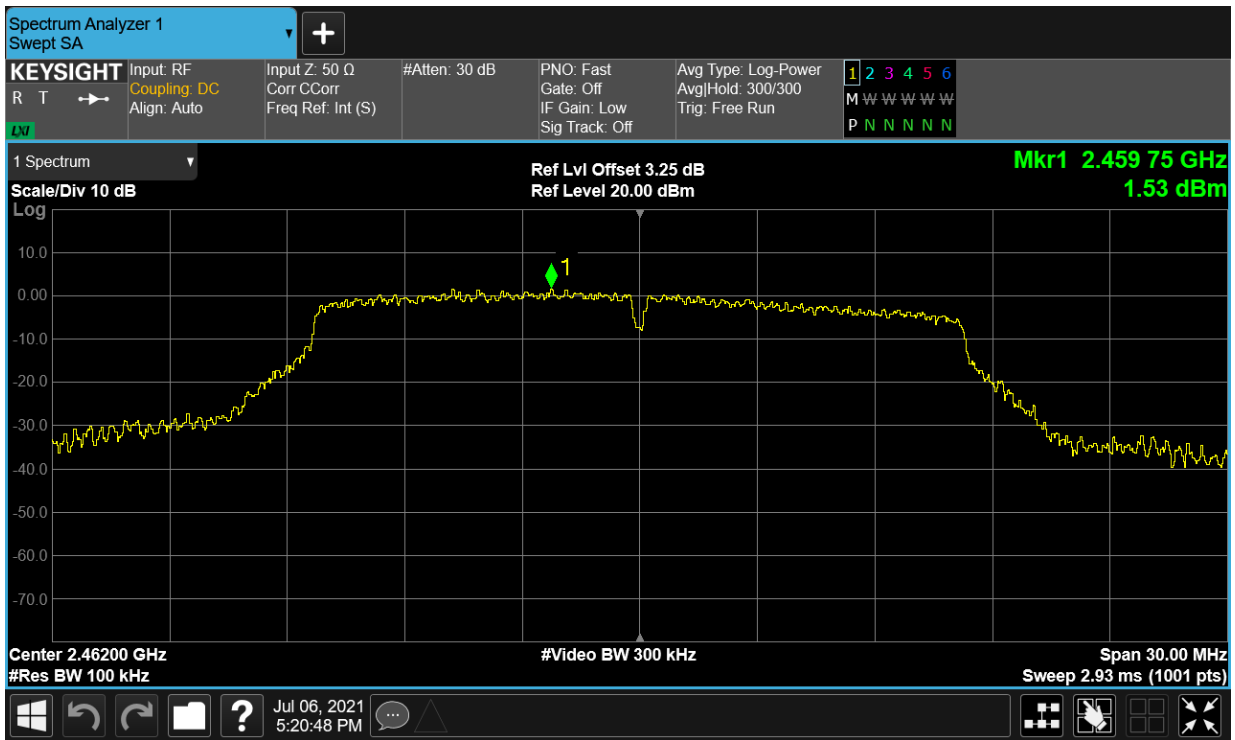 Spectrum Analyzer 1
Swept SA
+
KEYSIGHT Input: RF Input Z: 50 Ω #Atten: 30 dB PNO: Fast Avg Type: Log-Power 1 2 3 4 5 6
R T Coupling: DC Corr CCorr Gate: Off Avg|Hold: 300/300 M W W W W W
Align: Auto Freq Ref: Int (S) IF Gain: Low Trig: Free Run
LXI Sig Track: Off P N N N N N N
1 Spectrum Ref Lvl Offset 3.25 dB Mkr1 2.459 75 GHz
Scale/Div 10 dB Ref Level 20.00 dBm 1.53 dBm
Log
10.0
1
0.00
-10.0
-20.0
-30.0
-40.0
-50.0
-60.0
-70.0
Center 2.46200 GHz #Video BW 300 kHz Span 30.00 MHz
#Res BW 100 kHz Sweep 2.93 ms (1001 pts)
? Jul 06, 2021
5:20:48 PM